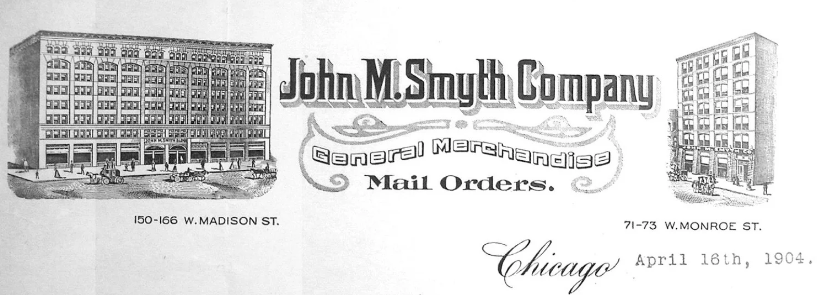 John M. Smyth Company
General Merchandise
Mail Orders.
150-166 W. MADISON ST.
71-73 W. MONROE ST.
Chicago April 16th, 1904.